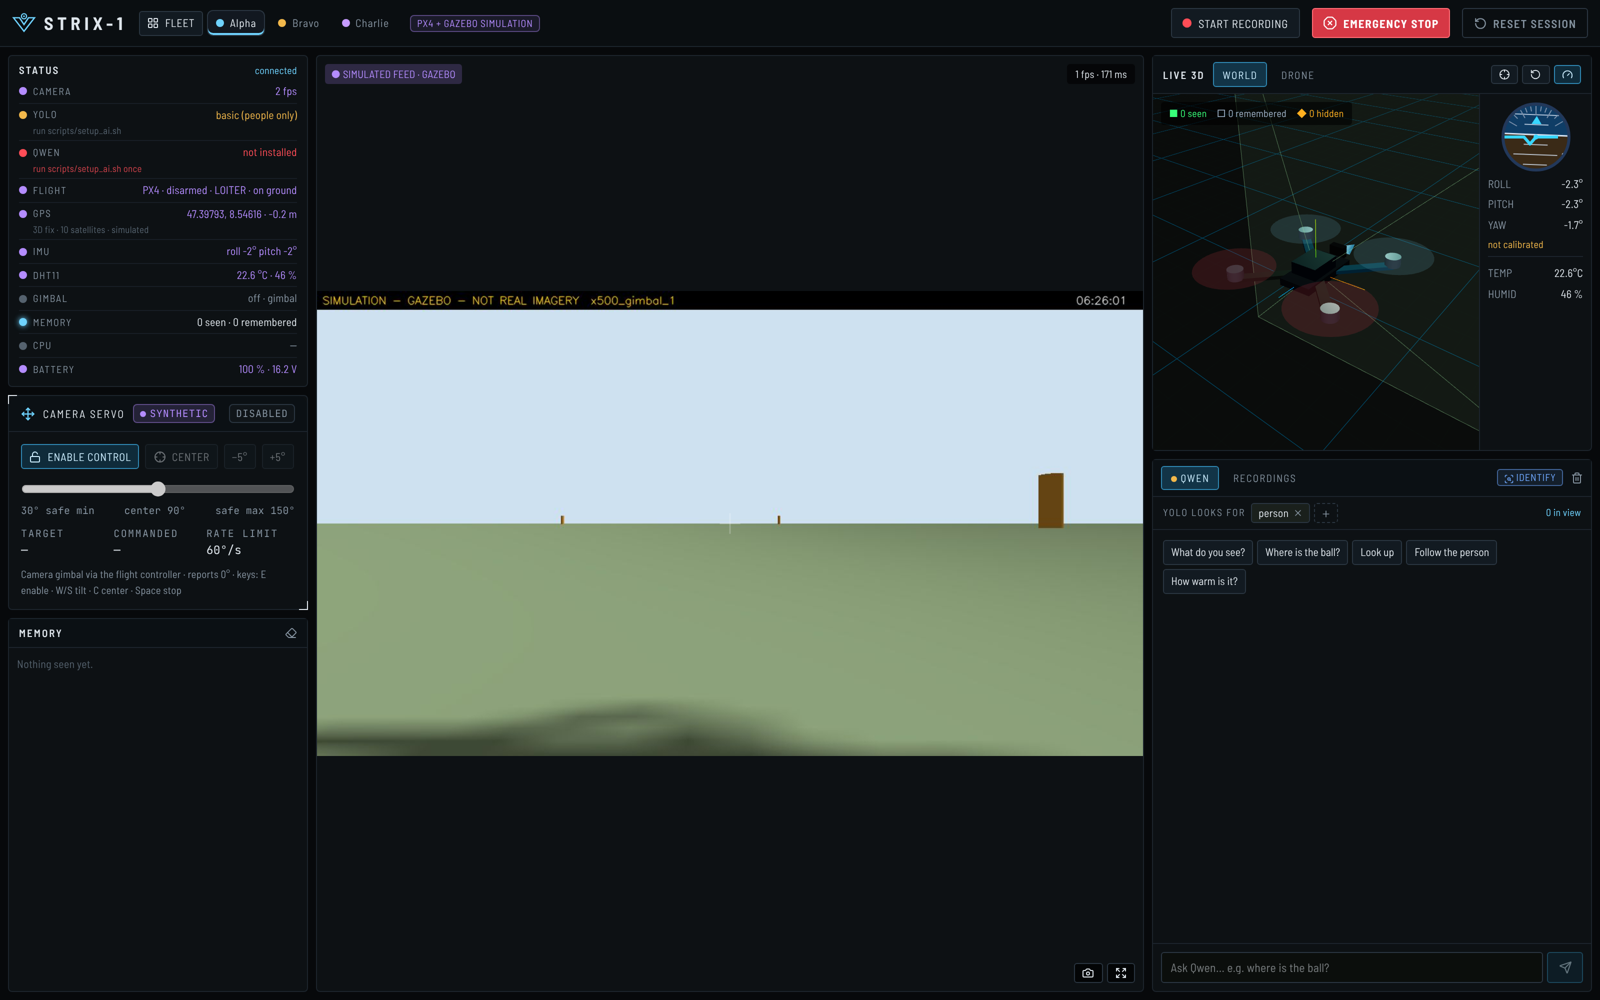 STRIX-1 FLEET Alpha Bravo Charlie PX4 + GAZEBO SIMULATION START RECORDING EMERGENCY STOP RESET SESSION
STATUS connected
CAMERA 2 fps
YOLO basic (people only)
run scripts/setup_ai.sh
QWEN not installed
run scripts/setup_ai.sh once
FLIGHT PX4 · disarmed · LOITER · on ground
GPS 47.39793, 8.54616 · -0.2 m
3D fix · 10 satellites · simulated
IMU roll -2° pitch -2°
DHT11 22.6 °C · 46 %
GIMBAL off · gimbal
MEMORY 0 seen · 0 remembered
CPU —
BATTERY 100 % · 16.2 V
CAMERA SERVO SYNTHETIC DISABLED
ENABLE CONTROL CENTER -5° +5°
30° safe min center 90° safe max 150°
TARGET COMMANDED RATE LIMIT
— — 60°/s
Camera gimbal via the flight controller · reports 0° · keys: E
enable · W/S tilt · C center · Space stop
MEMORY
Nothing seen yet.
SIMULATED FEED · GAZEBO 1 fps · 171 ms
SIMULATION — GAZEBO — NOT REAL IMAGERY x500_gimbal_1 06:26:01
LIVE 3D WORLD DRONE
0 seen 0 remembered 0 hidden
ROLL -2.3°
PITCH -2.3°
YAW -1.7°
not calibrated
TEMP 22.6°C
HUMID 46 %
QWEN RECORDINGS IDENTIFY
YOLO LOOKS FOR person × + 0 in view
What do you see? Where is the ball? Look up Follow the person
How warm is it?
Ask Qwen... e.g. where is the ball?